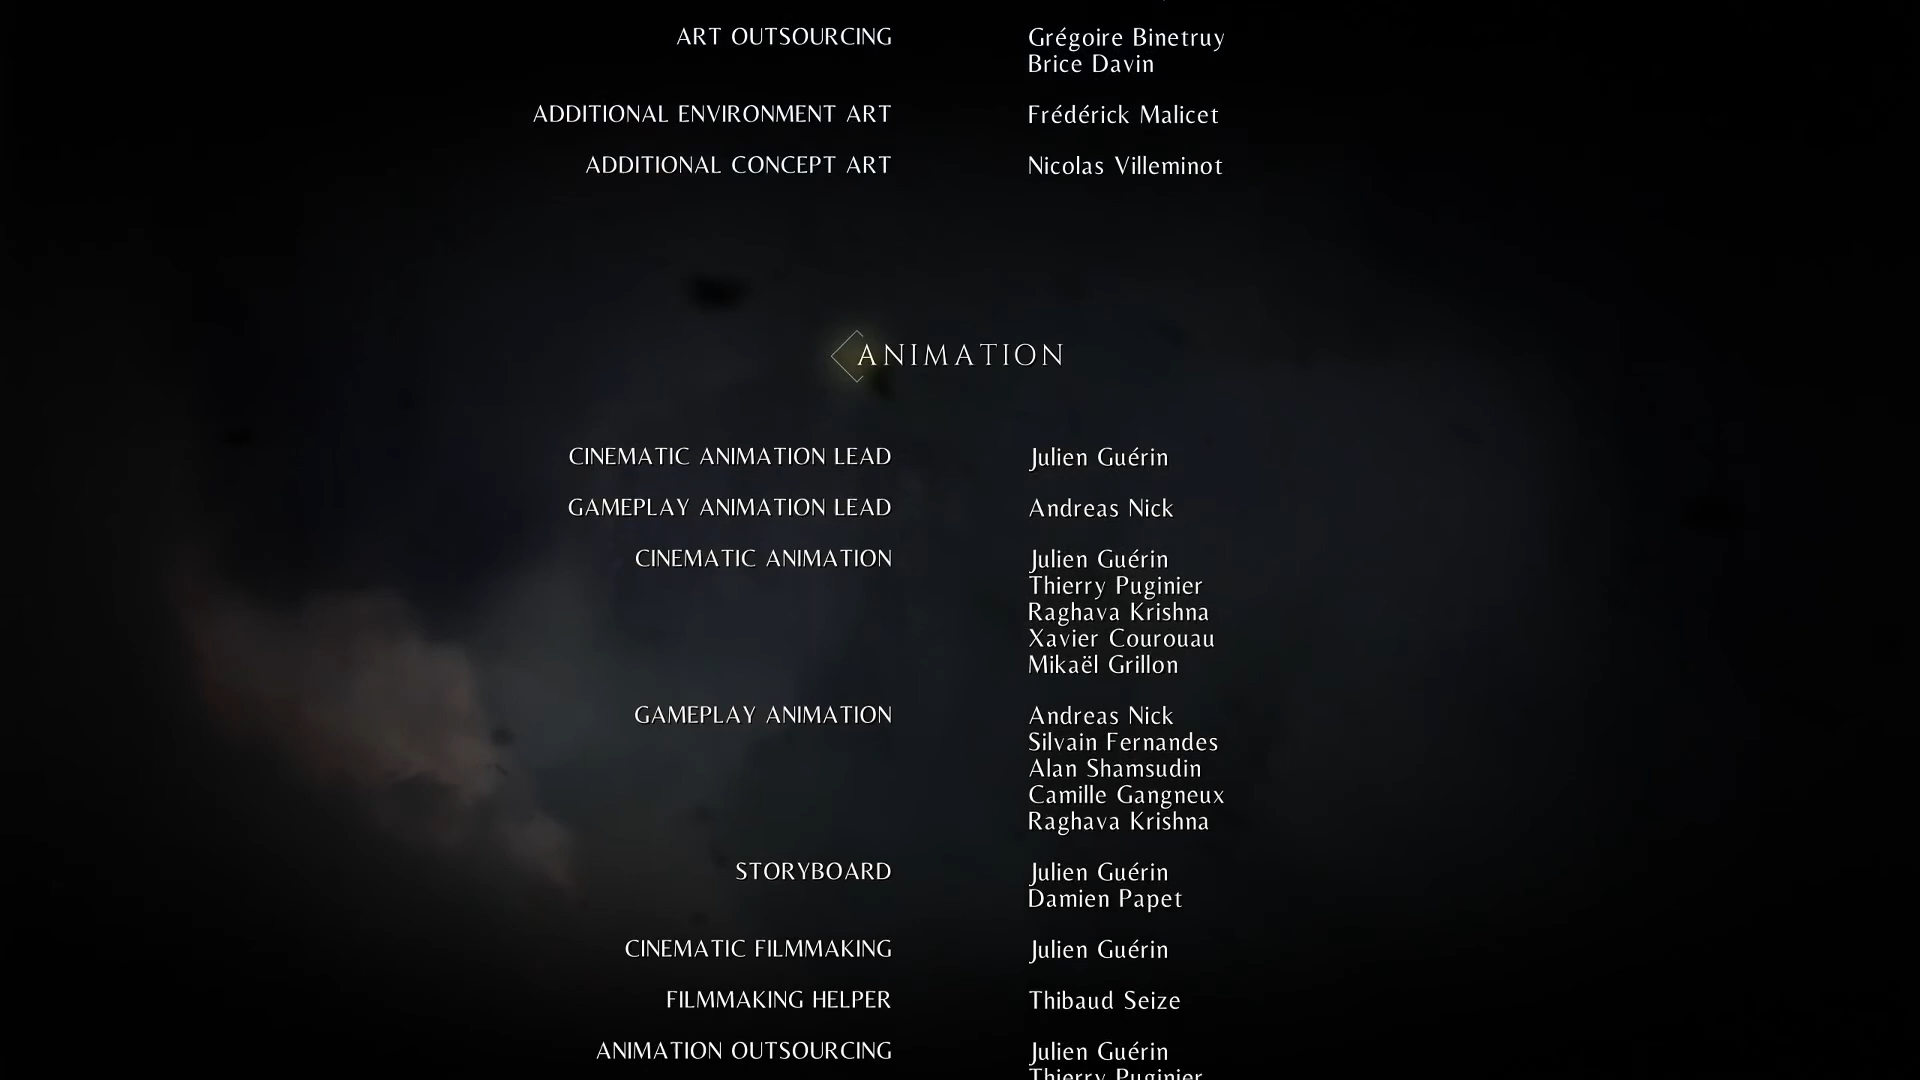 ART OUTSOURCING Grégoire Binetruy
Brice Davin
ADDITIONAL ENVIRONMENT ART Frédérick Malicet
ADDITIONAL CONCEPT ART Nicolas Villeminot
ANIMATION
CINEMATIC ANIMATION LEAD Julien Guérin
GAMEPLAY ANIMATION LEAD Andreas Nick
CINEMATIC ANIMATION Julien Guérin
Thierry Puginier
Raghava Krishna
Xavier Courouau
Mikaël Grillon
GAMEPLAY ANIMATION Andreas Nick
Silvain Fernandes
Alan Shamsudin
Camille Gangneux
Raghava Krishna
STORYBOARD Julien Guérin
Damien Papet
CINEMATIC FILMMAKING Julien Guérin
FILMMAKING HELPER Thibaud Seize
ANIMATION OUTSOURCING Julien Guérin
Thierry Puginier